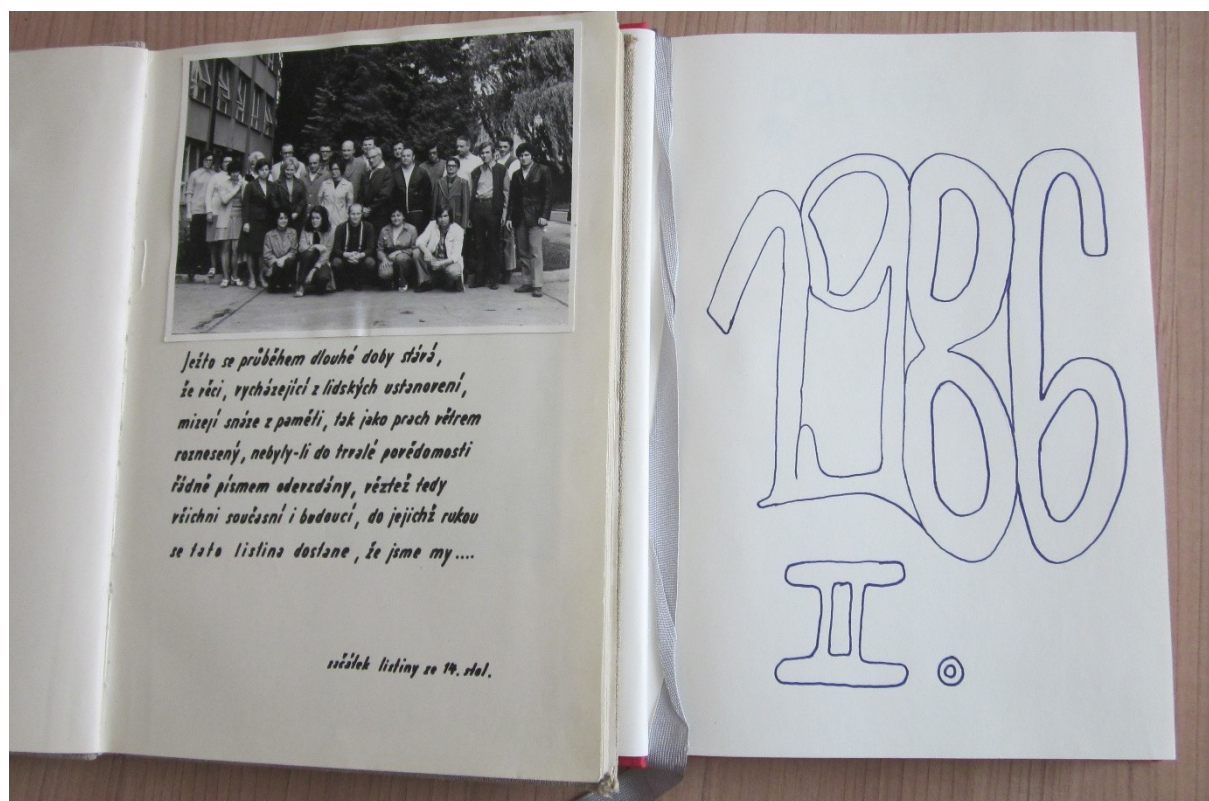 Ježto se průběhem dlouhé doby stává,
že věci, vycházející z lidských ustanovení,
mizejí snáze z paměti, tak jako prach větrem
roznosený, nebyly-li do trvalé povědomosti
řádně písmem odevzdány, věztež tedy
všichni současní i budoucí, do jejichž rukou
se tato listina dostane, že jsme my....
začátek listiny ze 14. stol.
1986
II.